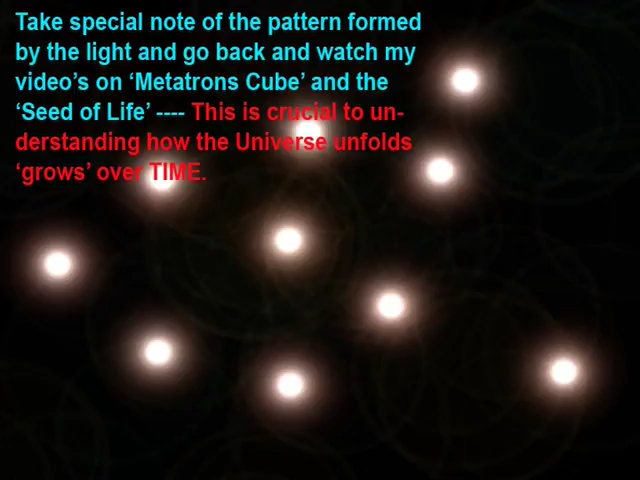 Take special note of the pattern formed
by the light and go back and watch my
video's on ‘Metatrons Cube’ and the
‘Seed of Life’ ---- This is crucial to un-
derstanding how the Universe unfolds
‘grows’ over TIME.